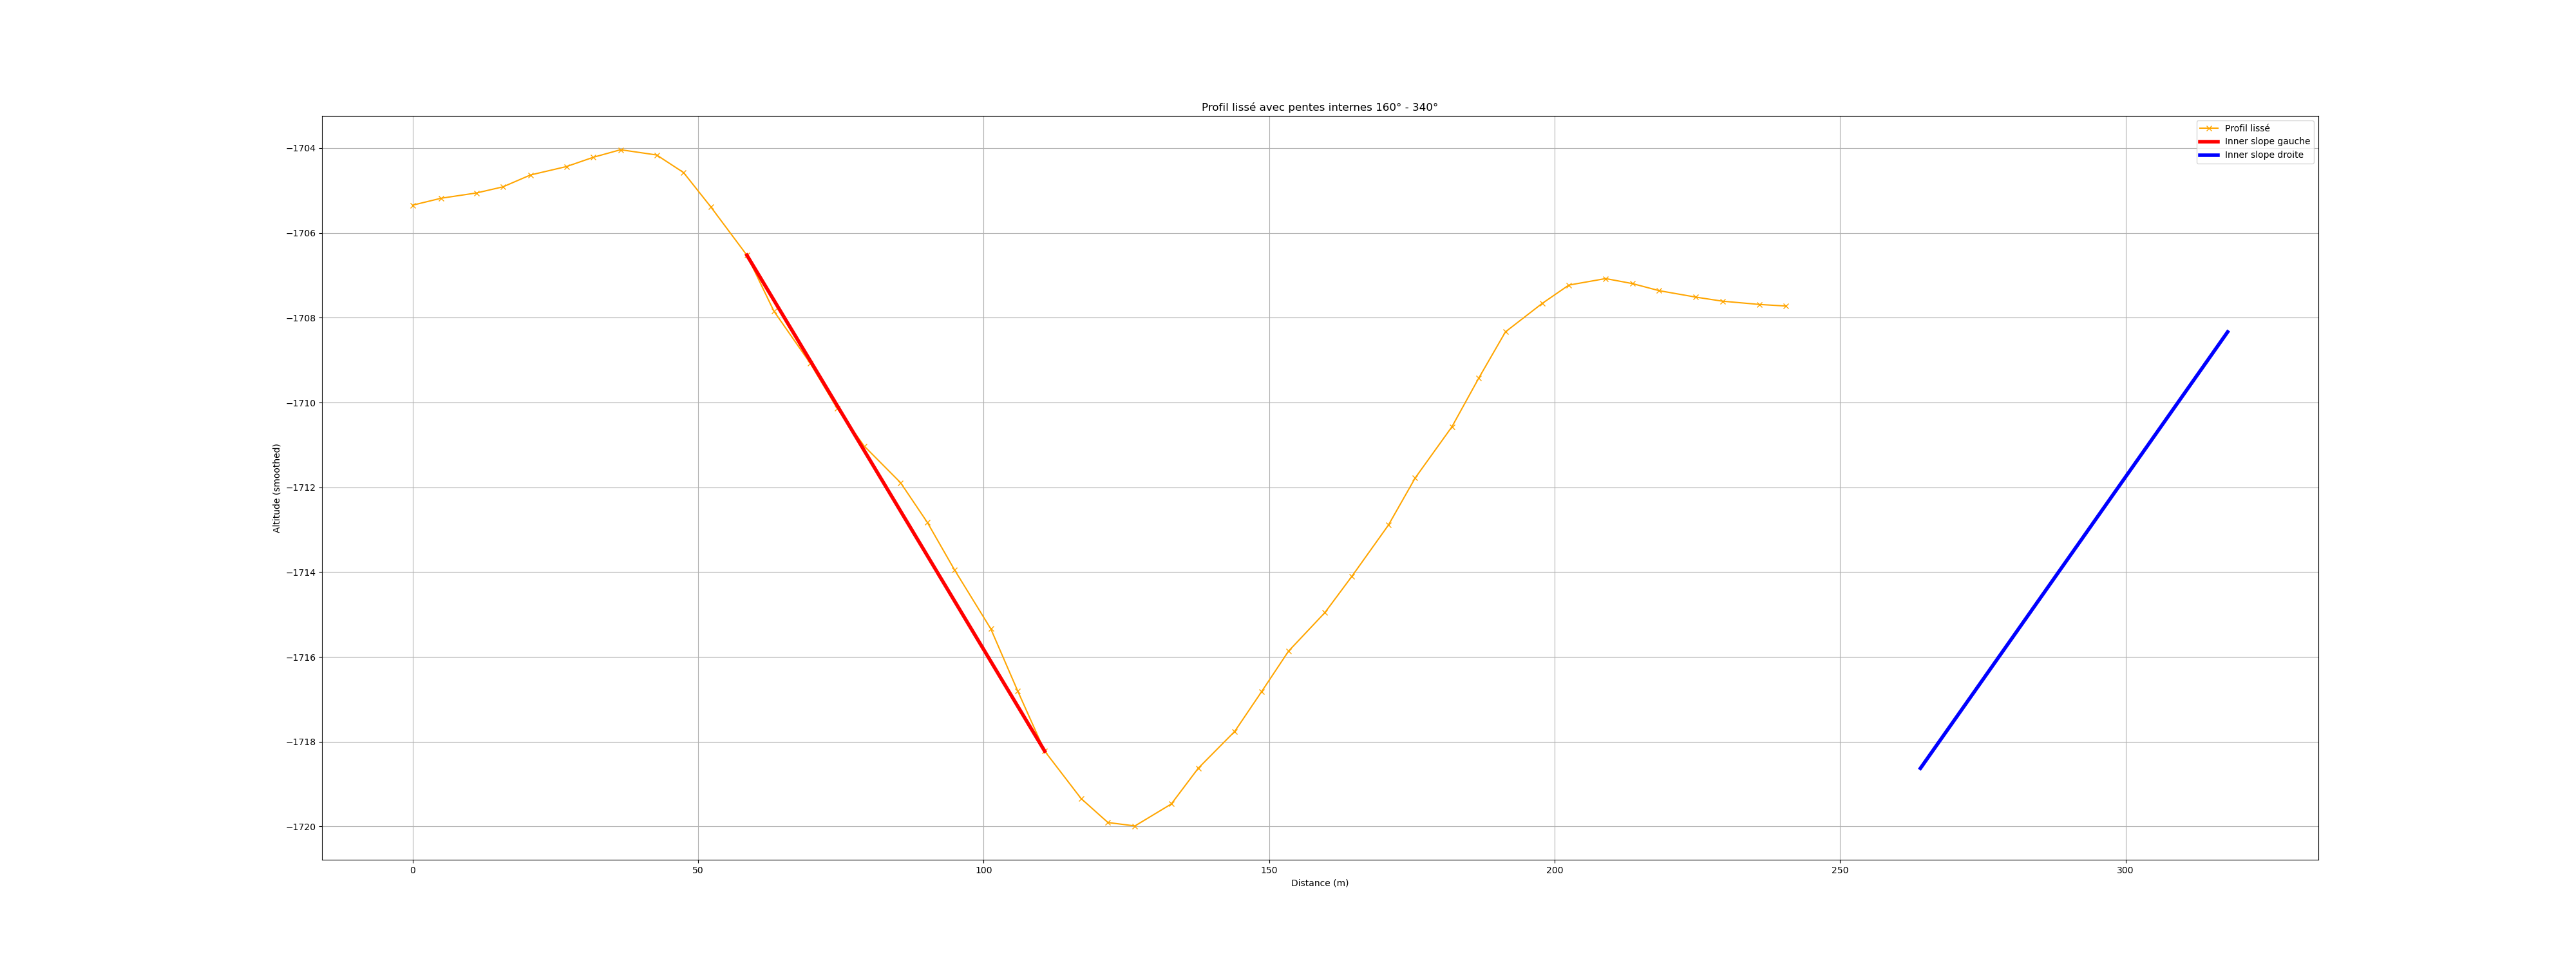 Profil lissé avec pentes internes 160° - 340°
Profil lissé
Inner slope gauche
Inner slope droite
−1704
−1706
−1708
−1710
−1712
−1714
−1716
−1718
−1720
Altitude (smoothed)
0 50 100 150 200 250 300
Distance (m)